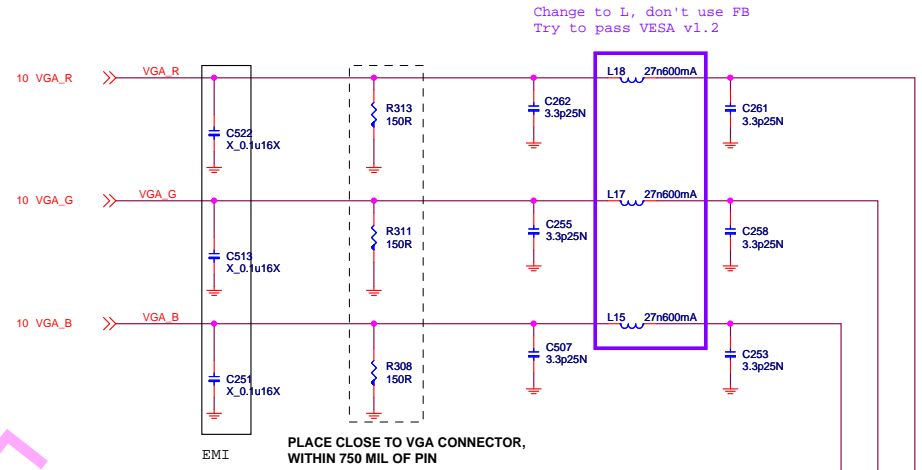 Change to L, don't use FB
Try to pass VESA v1.2
10 VGA_R
VGA_R
L18 27n600mA
C522
X_0.1u16X
R313
150R
C262
3.3p25N
C261
3.3p25N
10 VGA_G
VGA_G
L17 27n600mA
C513
X_0.1u16X
R311
150R
C255
3.3p25N
C258
3.3p25N
10 VGA_B
VGA_B
L15 27n600mA
C251
X_0.1u16X
R308
150R
C507
3.3p25N
C253
3.3p25N
EMI
PLACE CLOSE TO VGA CONNECTOR,
WITHIN 750 MIL OF PIN